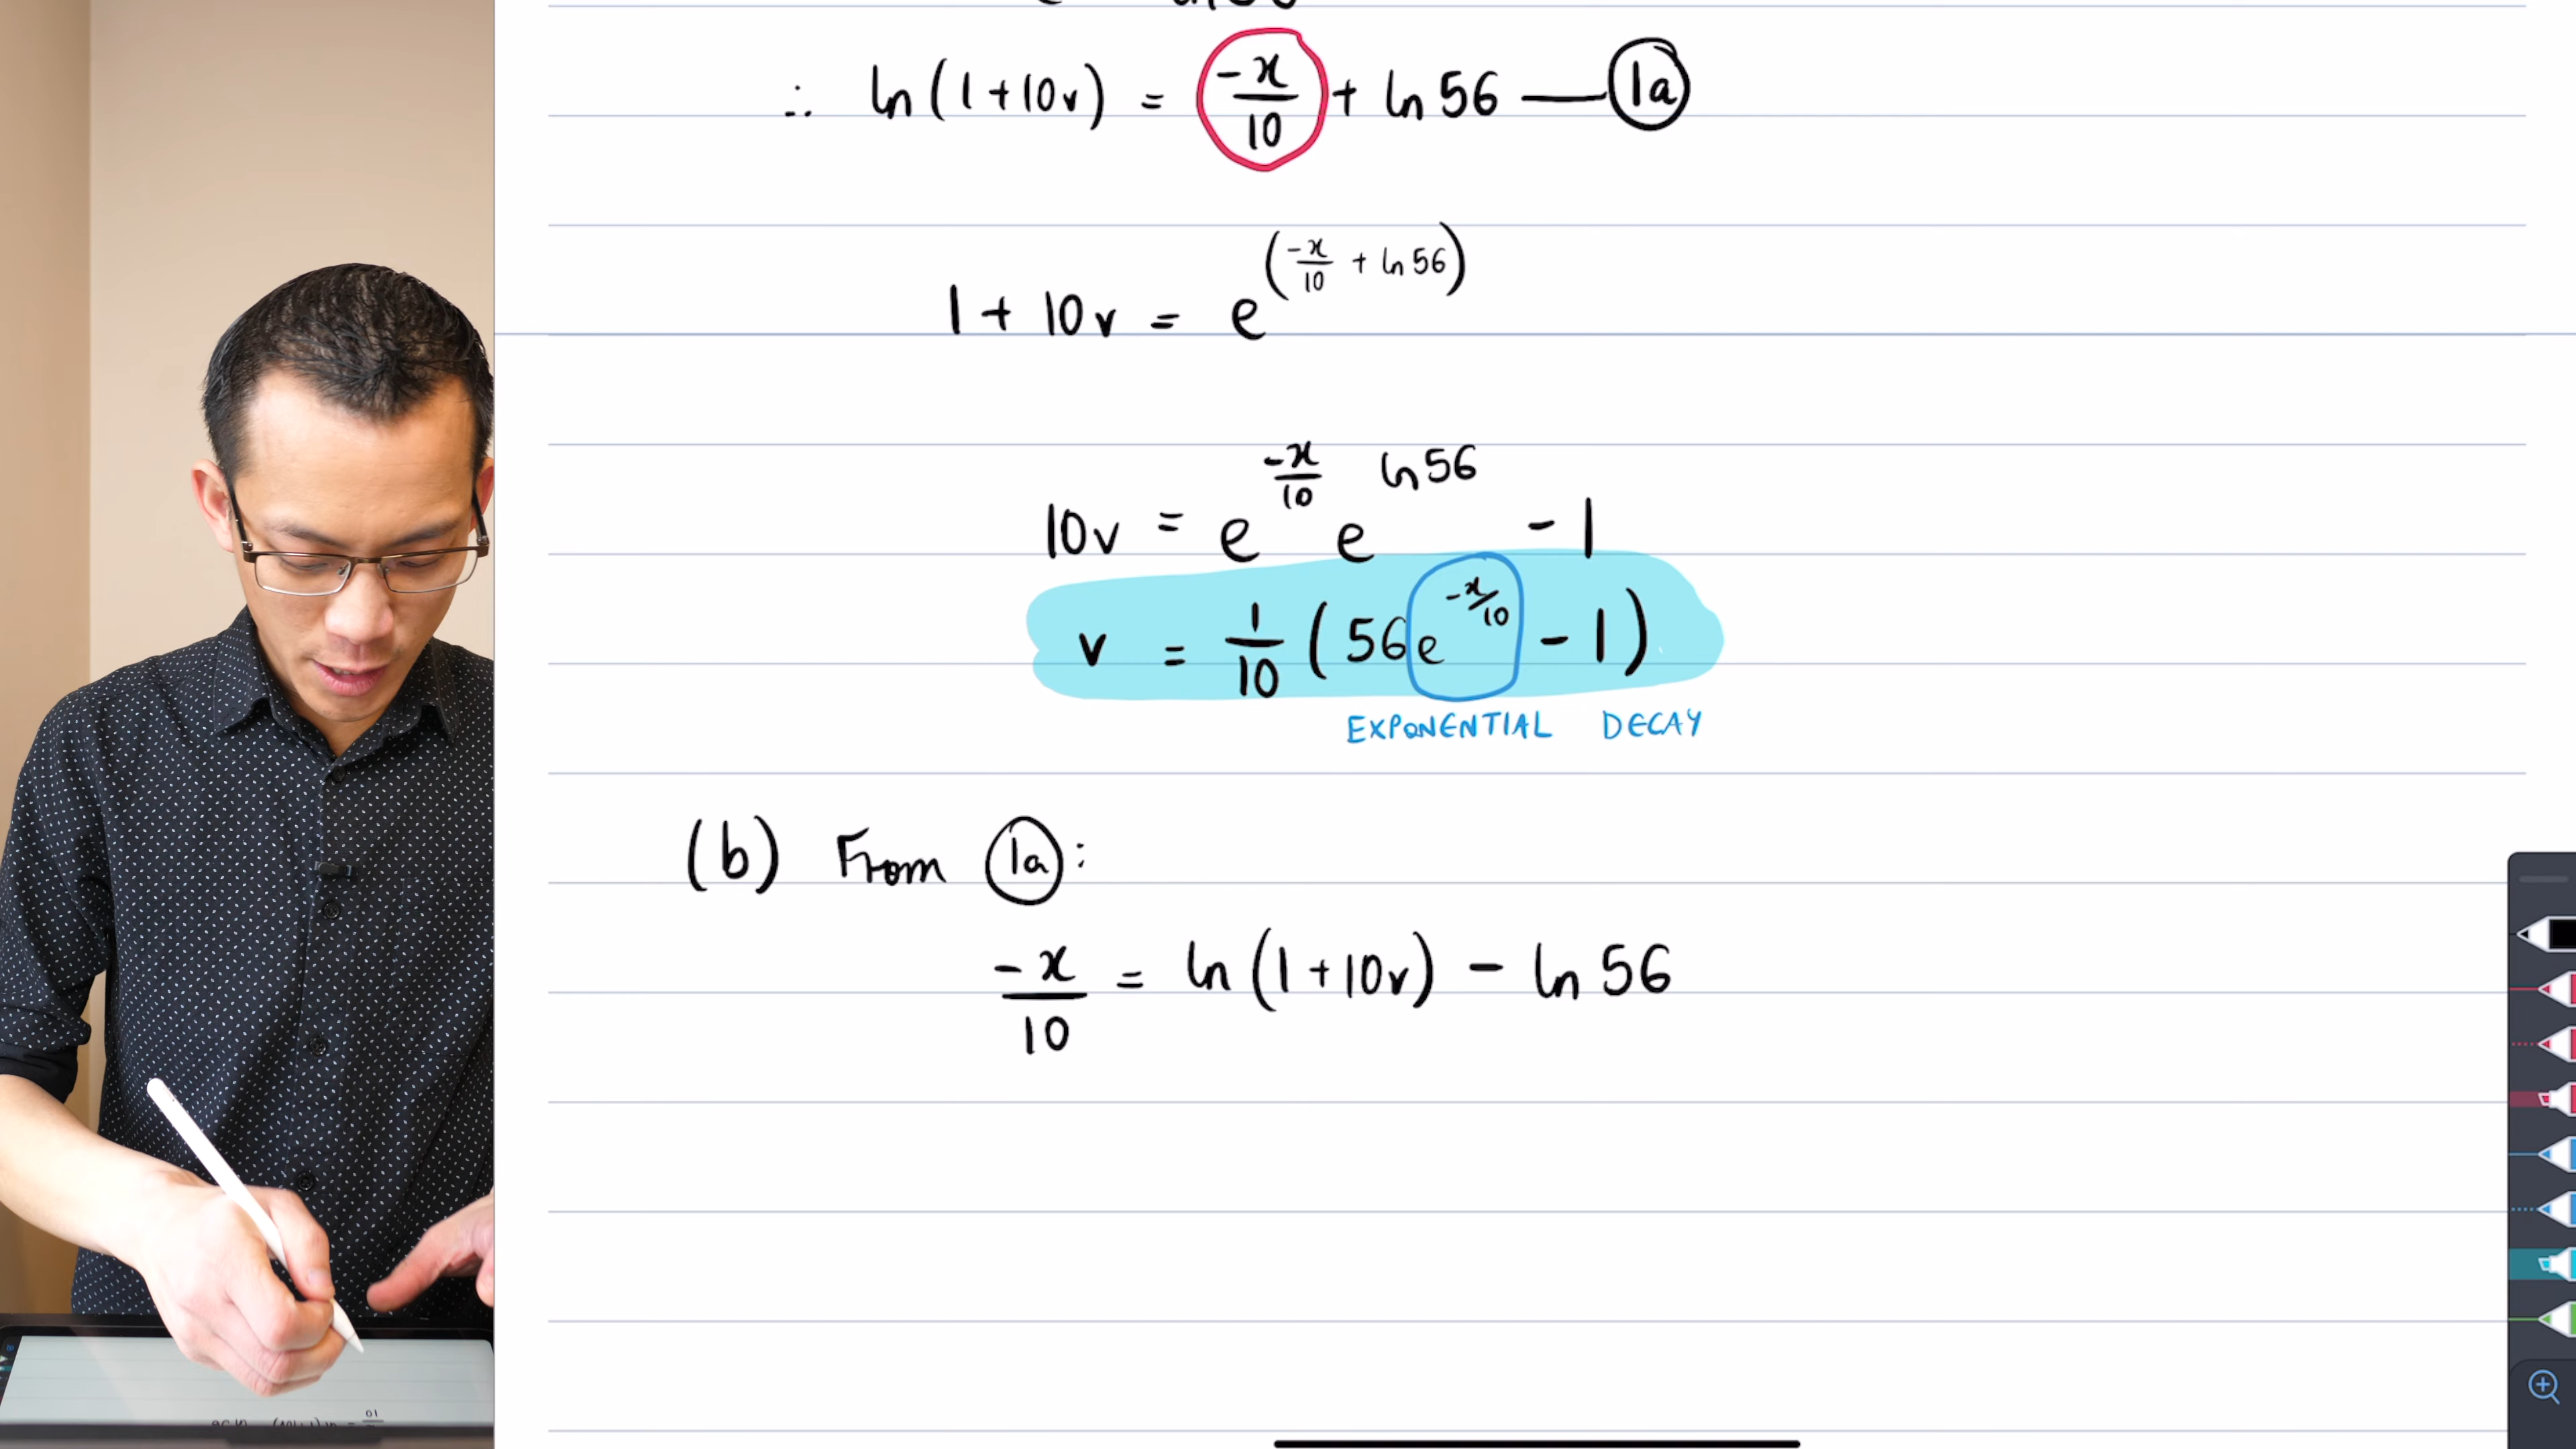 ∴ ln(1+10v) = -x/10 + ln 56 — (1a)
1 + 10v = e^(-x/10 + ln 56)
10v = e^(-x/10) e^(ln 56) - 1
v = 1/10 (56e^(-x/10) - 1)
EXPONENTIAL DECAY
(b) From (1a):
-x/10 = ln(1+10v) - ln 56